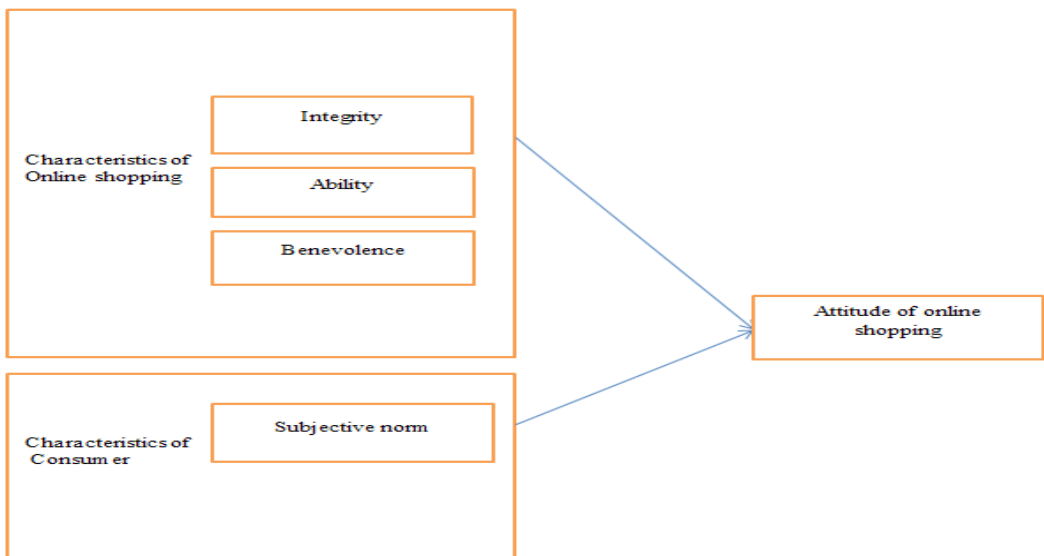 Integrity
Characteristics of
Online shopping
Ability
Benevolence
Attitude of online
shopping
Subjective norm
Characteristics of
Consumer